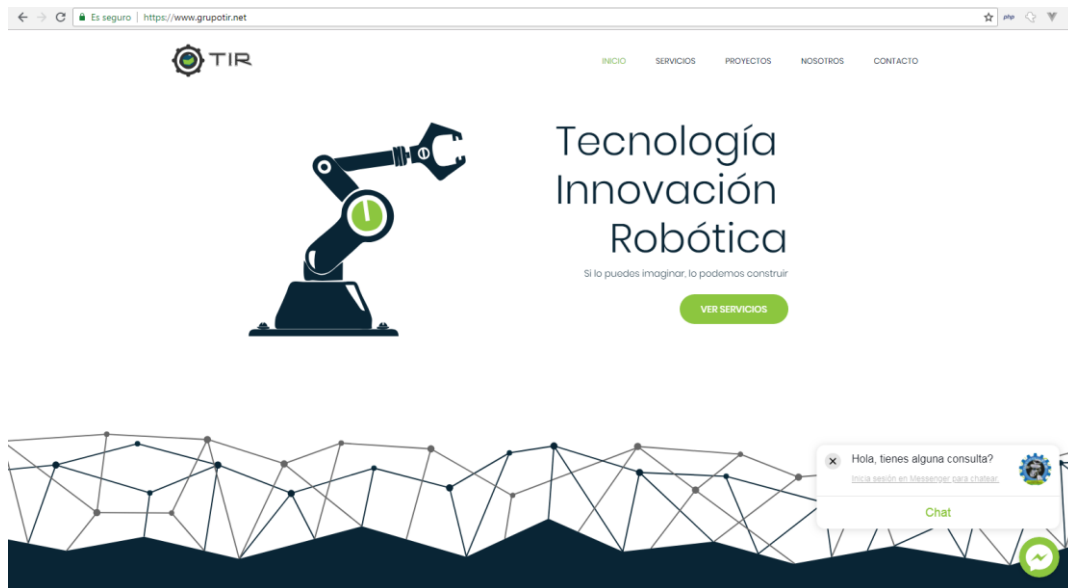 Es seguro | https://www.grupotir.net
php
TIR
INICIO SERVICIOS PROYECTOS NOSOTROS CONTACTO
Tecnología
Innovación
Robótica
Si lo puedes imaginar, lo podemos construir
VER SERVICIOS
Hola, tienes alguna consulta?
Inicia sesión en Messenger para chatear.
Chat